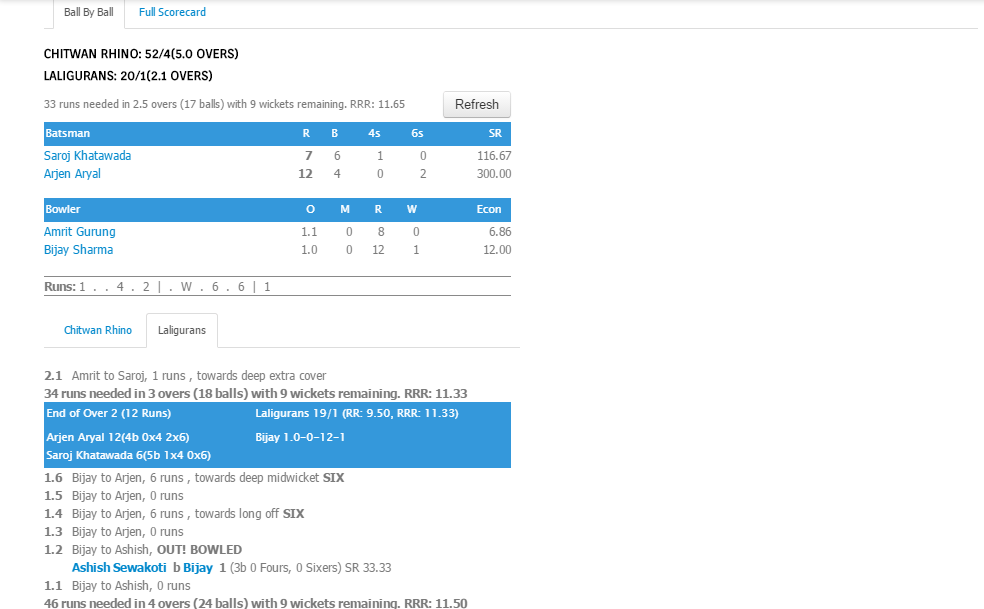 Ball By Ball Full Scorecard
CHITWAN RHINO: 52/4(5.0 OVERS)
LALIGURANS: 20/1(2.1 OVERS)
33 runs needed in 2.5 overs (17 balls) with 9 wickets remaining. RRR: 11.65 Refresh
Batsman R B 4s 6s SR
Saroj Khatawada 7 6 1 0 116.67
Arjen Aryal 12 4 0 2 300.00
Bowler O M R W Econ
Amrit Gurung 1.1 0 8 0 6.86
Bijay Sharma 1.0 0 12 1 12.00
Runs: 1 . . 4 . 2 | . W . 6 . 6 | 1
Chitwan Rhino Laligurans
2.1 Amrit to Saroj, 1 runs , towards deep extra cover
34 runs needed in 3 overs (18 balls) with 9 wickets remaining. RRR: 11.33
End of Over 2 (12 Runs) Laligurans 19/1 (RR: 9.50, RRR: 11.33)
Arjen Aryal 12(4b 0x4 2x6) Bijay 1.0-0-12-1
Saroj Khatawada 6(5b 1x4 0x6)
1.6 Bijay to Arjen, 6 runs , towards deep midwicket SIX
1.5 Bijay to Arjen, 0 runs
1.4 Bijay to Arjen, 6 runs , towards long off SIX
1.3 Bijay to Arjen, 0 runs
1.2 Bijay to Ashish, OUT! BOWLED
Ashish Sewakoti b Bijay 1 (3b 0 Fours, 0 Sixers) SR 33.33
1.1 Bijay to Ashish, 0 runs
46 runs needed in 4 overs (24 balls) with 9 wickets remaining. RRR: 11.50